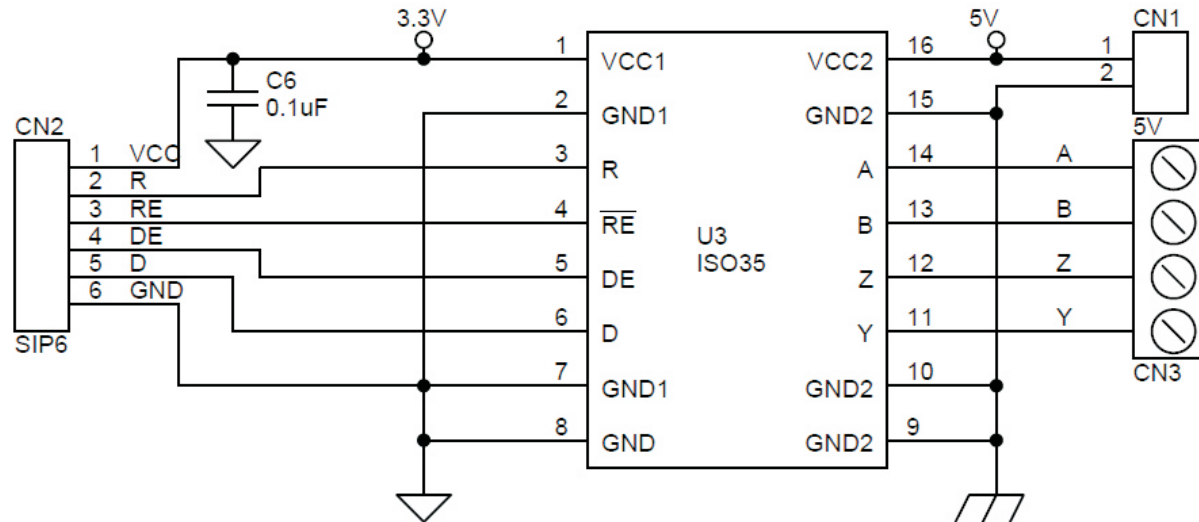 3.3V
5V
CN1
1
VCC1
VCC2
16
1
2
C6
0.1uF
2
GND1
GND2
15
CN2
5V
1
VCC
3
R
A
14
A
2
R
3
RE
4
RE
B
13
B
U3
ISO35
4
DE
5
DE
Z
12
Z
5
D
6
GND
6
D
Y
11
Y
SIP6
7
GND1
GND2
10
CN3
8
GND
GND2
9